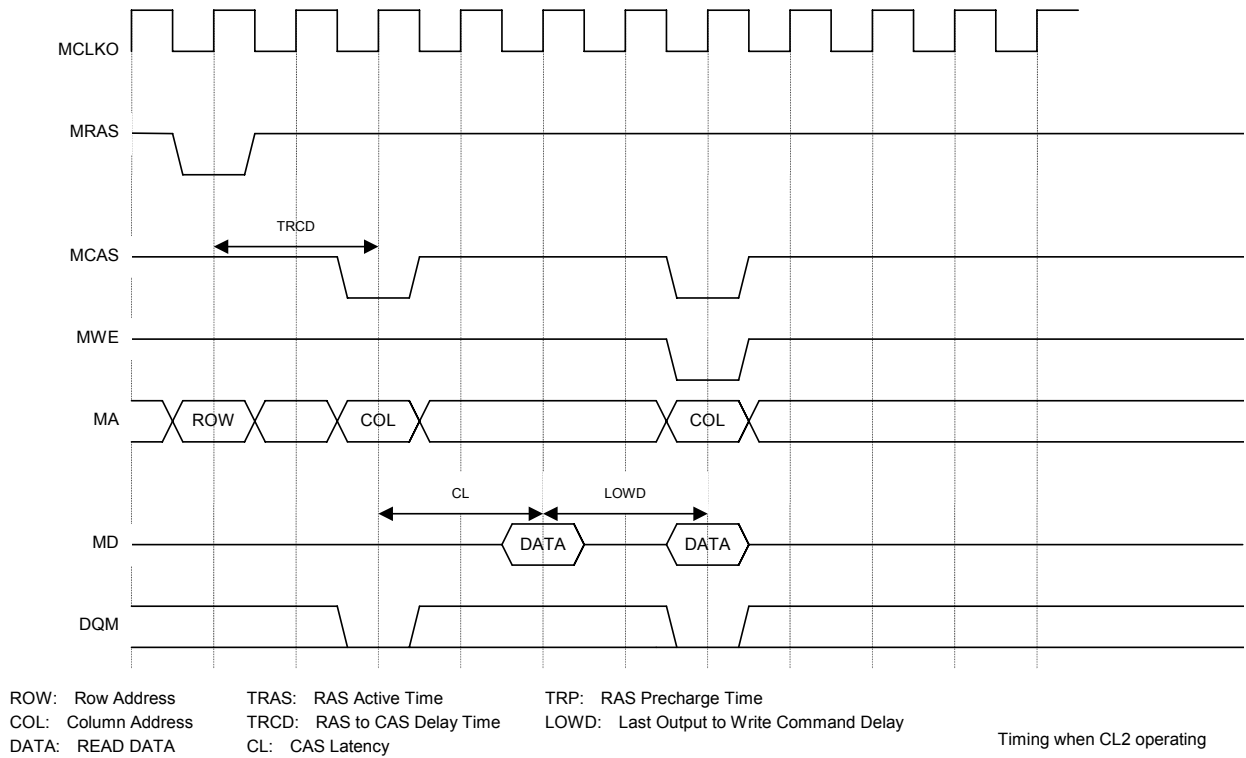 MCLKO
MRAS
TRCD
MCAS
MWE
MA ROW COL COL
CL LOWD
MD DATA DATA
DQM
ROW: Row Address TRAS: RAS Active Time TRP: RAS Precharge Time
COL: Column Address TRCD: RAS to CAS Delay Time LOWD: Last Output to Write Command Delay
DATA: READ DATA CL: CAS Latency Timing when CL2 operating